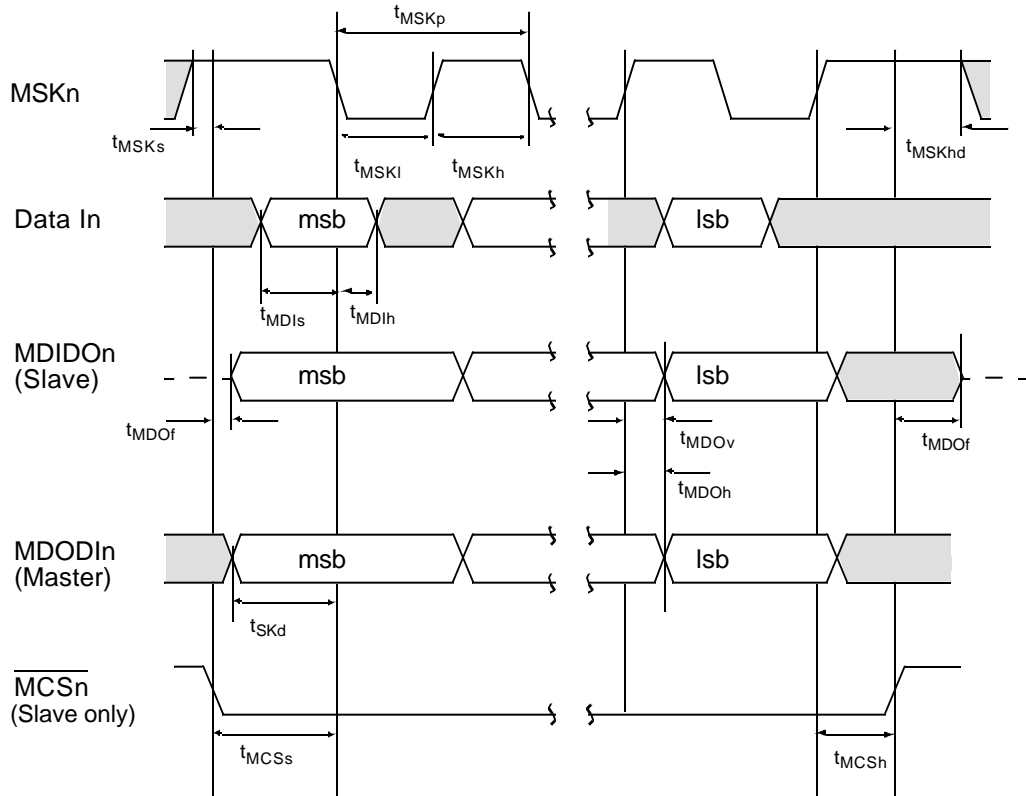 tMSKp
MSKn
tMSKs
tMSKl
tMSKh
tMSKhd
Data In
msb
lsb
tMDIs
tMDIh
MDIDOn
(Slave)
msb
lsb
tMDOf
tMDOv
tMDOf
tMDOh
MDODIn
(Master)
msb
lsb
tSKd
MCSn
(Slave only)
tMCSs
tMCSh